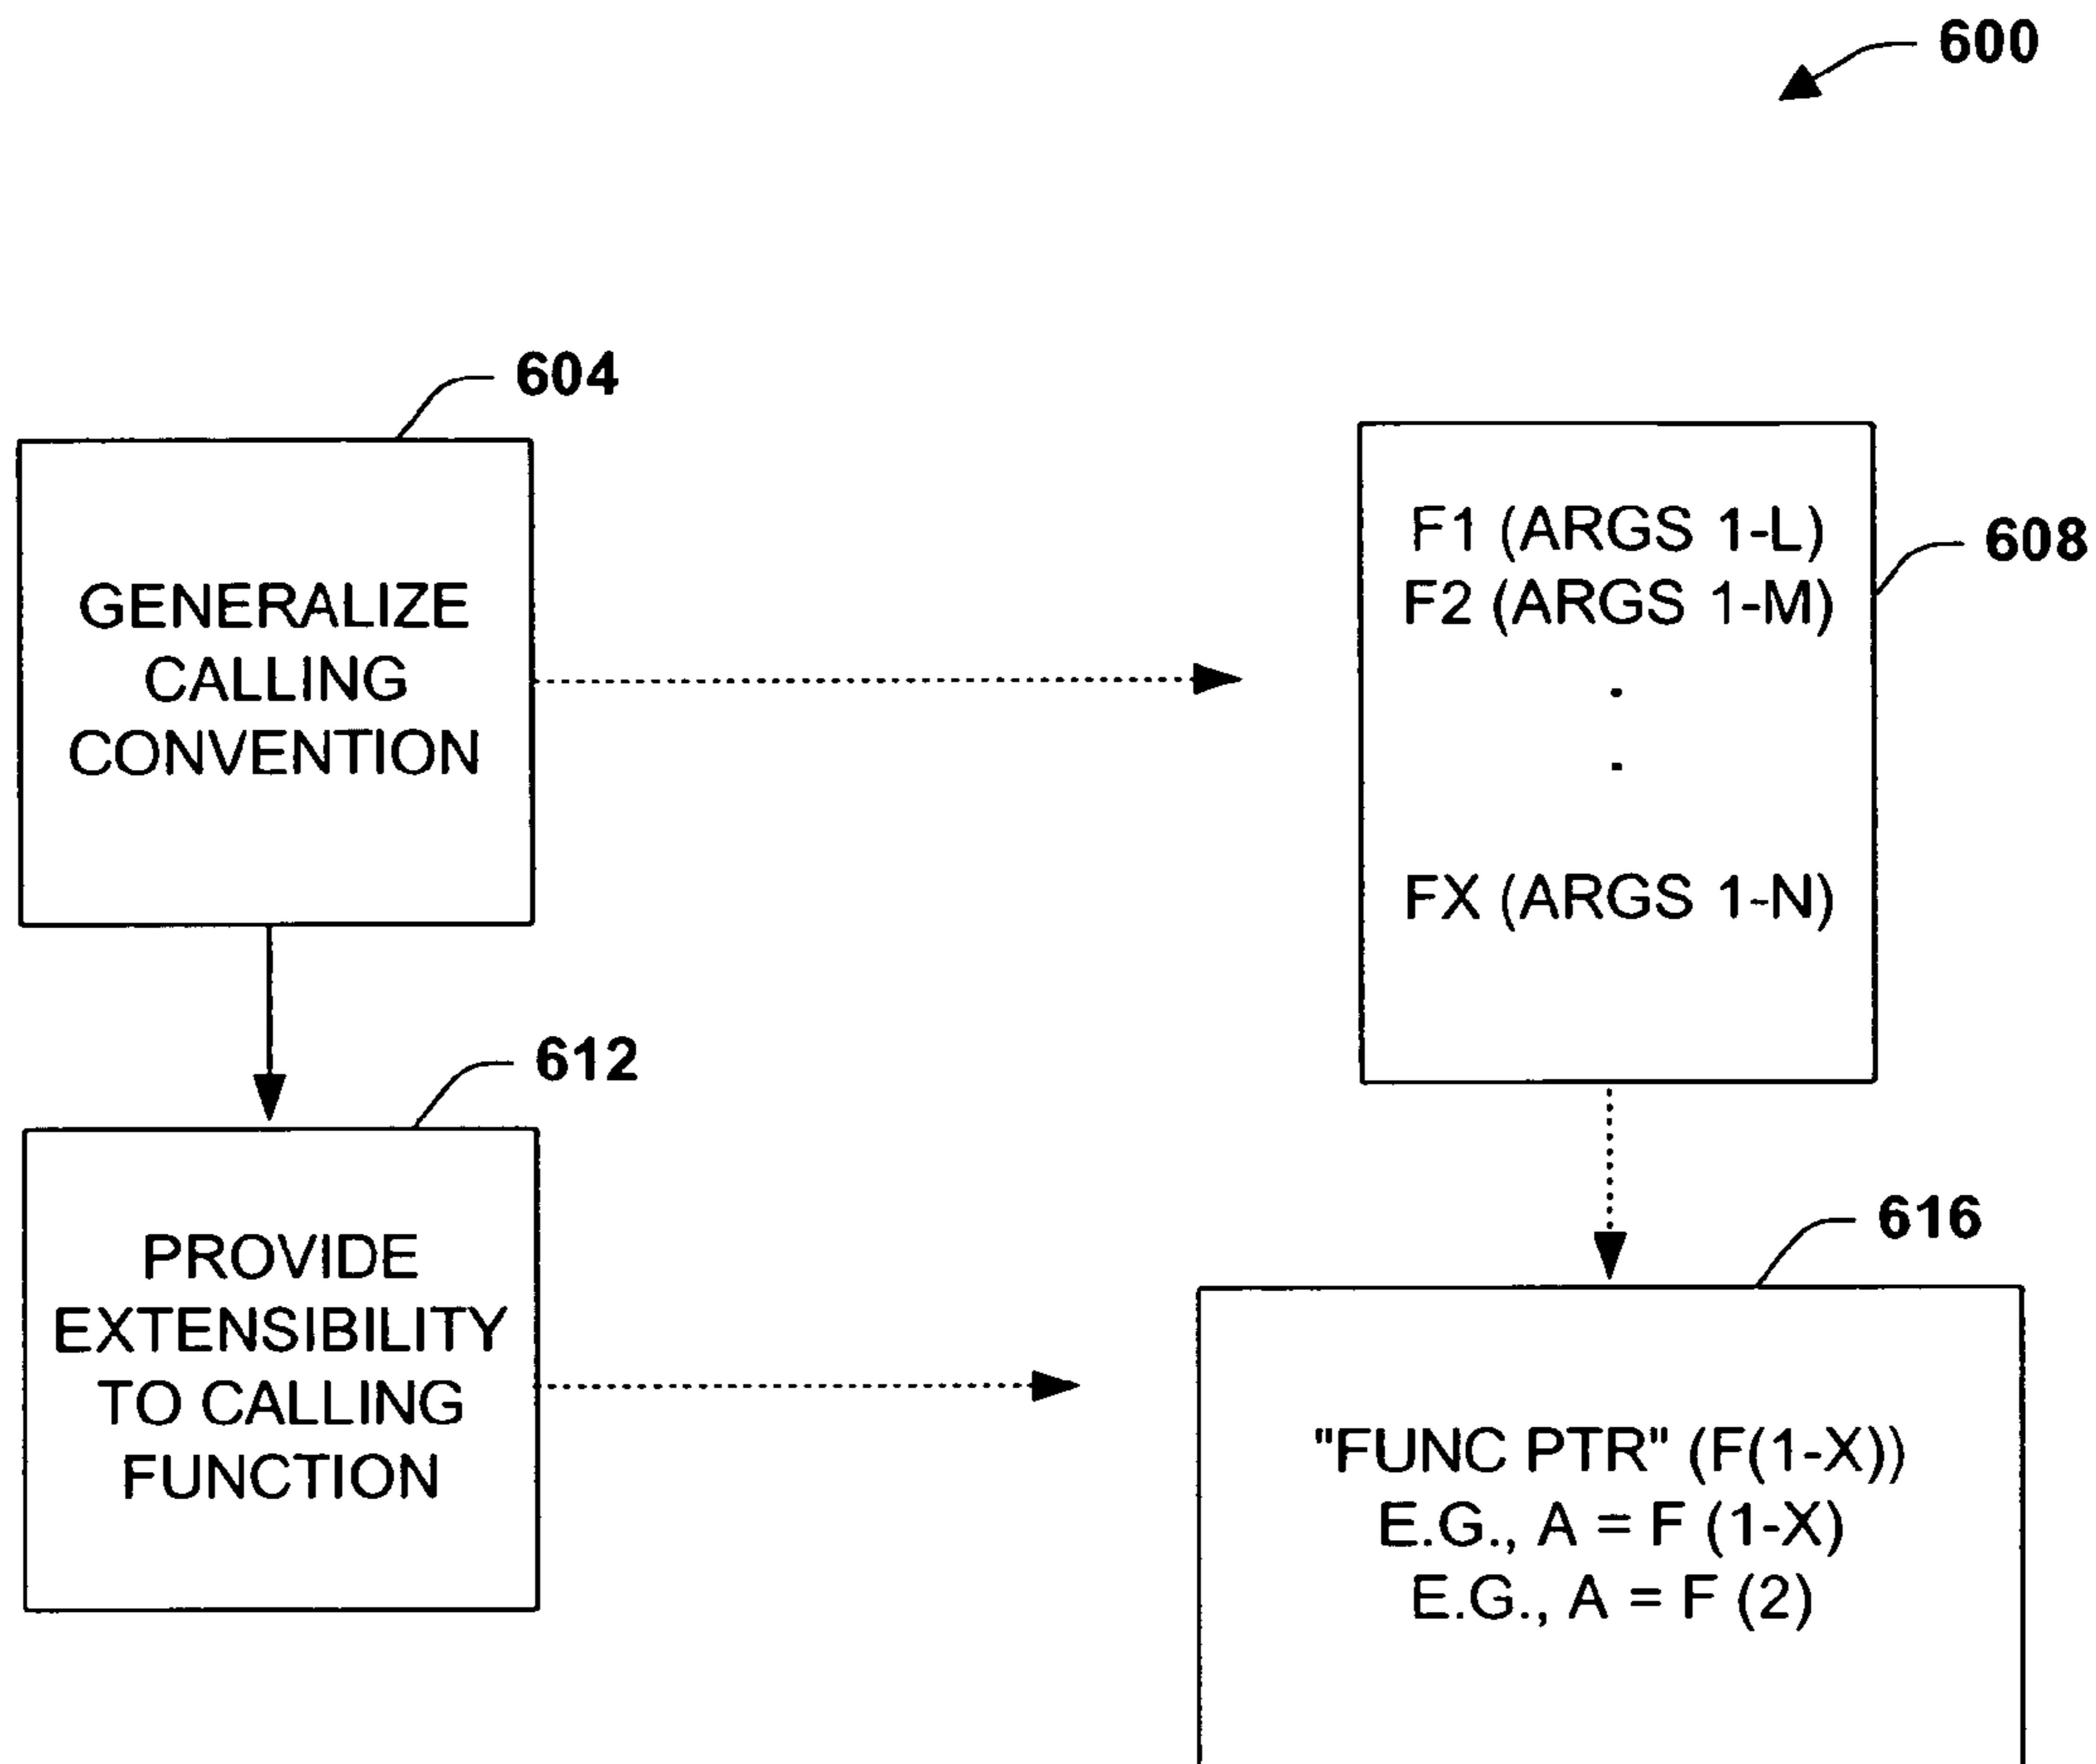 600
604
GENERALIZE
CALLING
CONVENTION
608
F1 (ARGS 1-L)
F2 (ARGS 1-M)
.
.
FX (ARGS 1-N)
612
PROVIDE
EXTENSIBILITY
TO CALLING
FUNCTION
616
"FUNC PTR" (F(1-X))
E.G., A = F (1-X)
E.G., A = F (2)